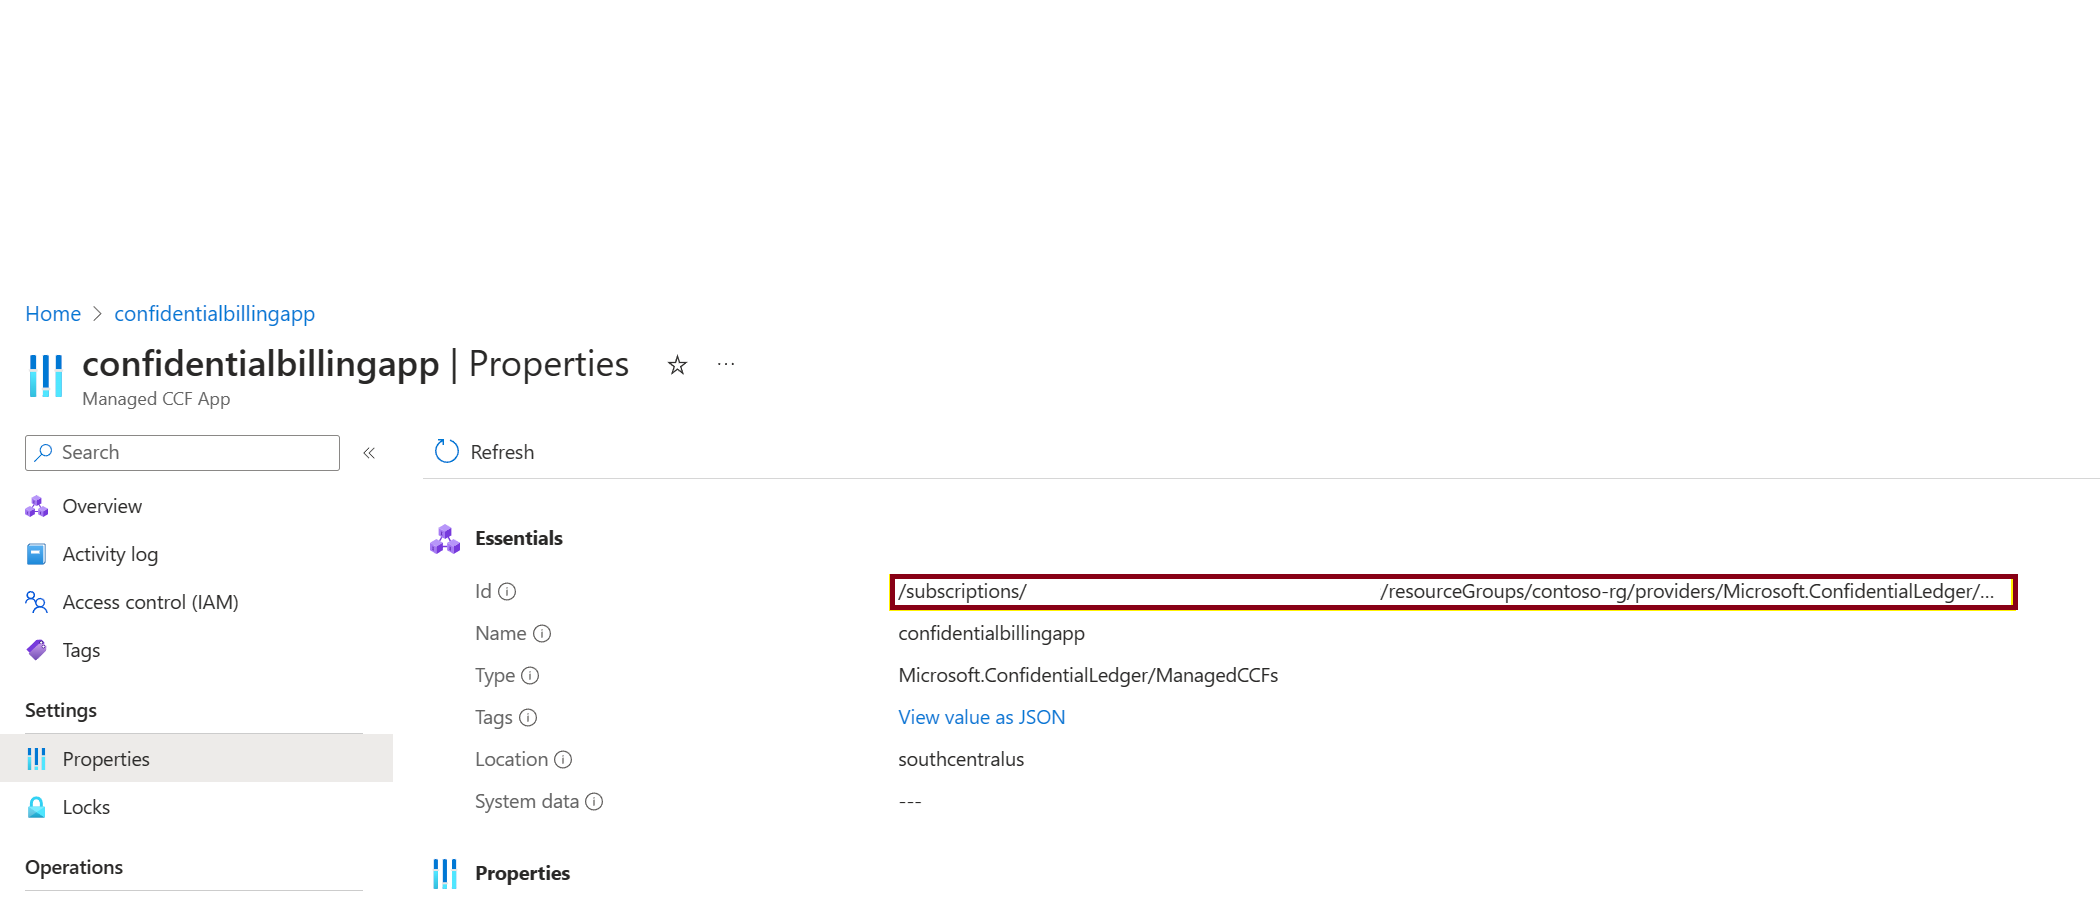 Home > confidentialbillingapp
confidentialbillingapp | Properties ☆ ...
Managed CCF App
Search «
Refresh
Overview
Activity log
Access control (IAM)
Tags
Settings
Properties
Locks
Operations
Essentials
Id /subscriptions/ /resourceGroups/contoso-rg/providers/Microsoft.ConfidentialLedger/...
Name confidentialbillingapp
Type Microsoft.ConfidentialLedger/ManagedCCFs
Tags View value as JSON
Location southcentralus
System data ---
Properties